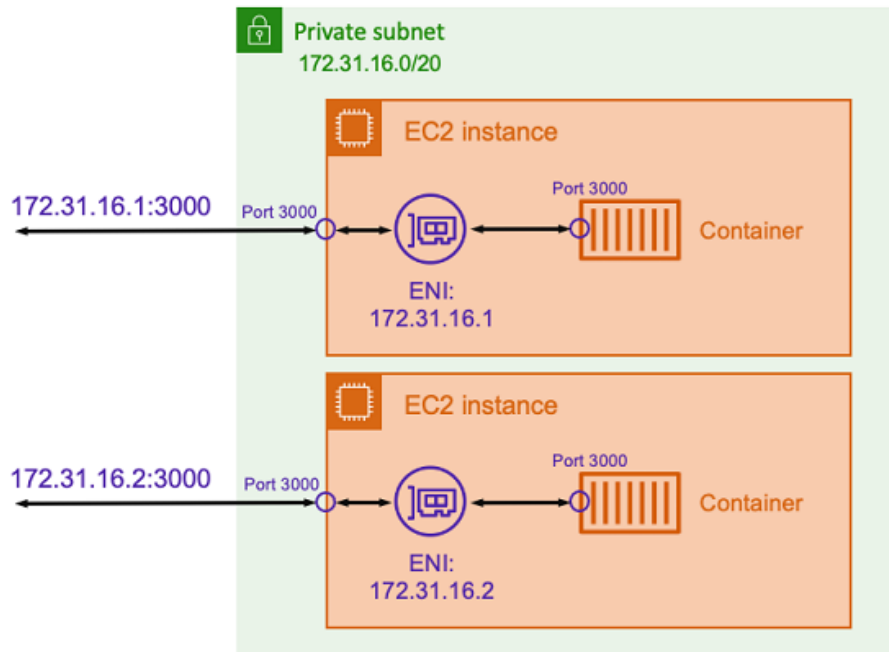 Private subnet
172.31.16.0/20
EC2 instance
Port 3000
172.31.16.1:3000
Port 3000
Container
ENI:
172.31.16.1
EC2 instance
Port 3000
172.31.16.2:3000
Port 3000
Container
ENI:
172.31.16.2